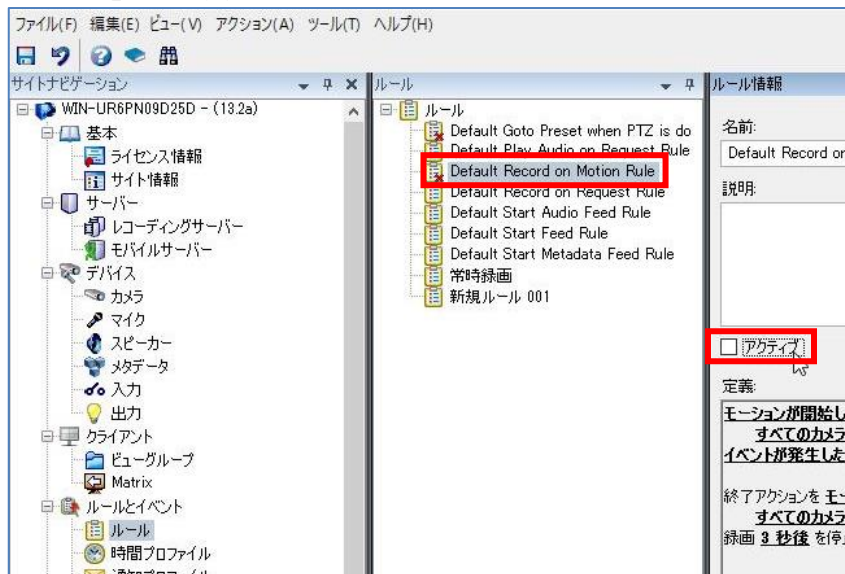 ファイル(F) 編集(E) ビュー(V) アクション(A) ツール(T) ヘルプ(H)
サイトナビゲーション
WIN-UR6PN09D25D - (13.2a)
基本
ライセンス情報
サイト情報
サーバー
レコーディングサーバー
モバイルサーバー
デバイス
カメラ
マイク
スピーカー
メタデータ
入力
出力
クライアント
ビューグループ
Matrix
ルールとイベント
ルール
時間プロファイル
通知プロファイル
ルール
ルール
Default Goto Preset when PTZ is do
Default Play Audio on Request Rule
Default Record on Motion Rule
Default Record on Request Rule
Default Start Audio Feed Rule
Default Start Feed Rule
Default Start Metadata Feed Rule
常時録画
新規ルール 001
ルール情報
名前:
Default Record or
説明:
アクティブ
定義:
モーションが開始し
すべてのカメラ
イベントが発生した
終了アクションを モー
すべてのカメラ
録画 3 秒後 を停